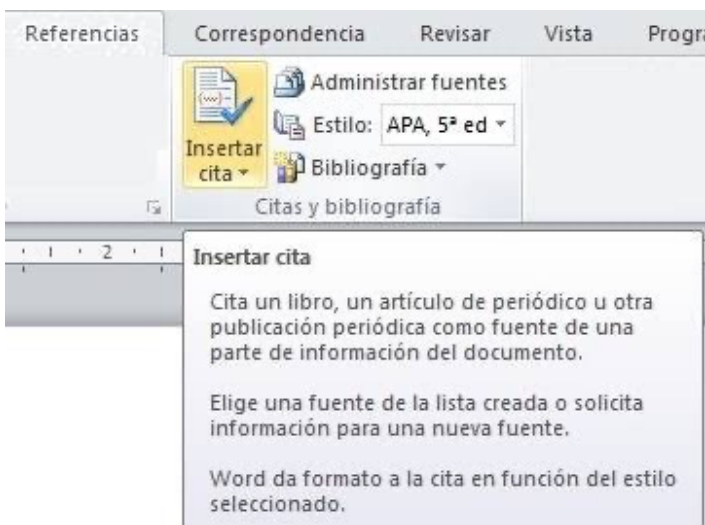 Referencias Correspondencia Revisar Vista Progra
Administrar fuentes
Estilo: APA, 5ª ed
Insertar
cita
Bibliografía
Citas y bibliografía
1 2 1
Insertar cita
Cita un libro, un artículo de periódico u otra
publicación periódica como fuente de una
parte de información del documento.
Elige una fuente de la lista creada o solicita
información para una nueva fuente.
Word da formato a la cita en función del estilo
seleccionado.